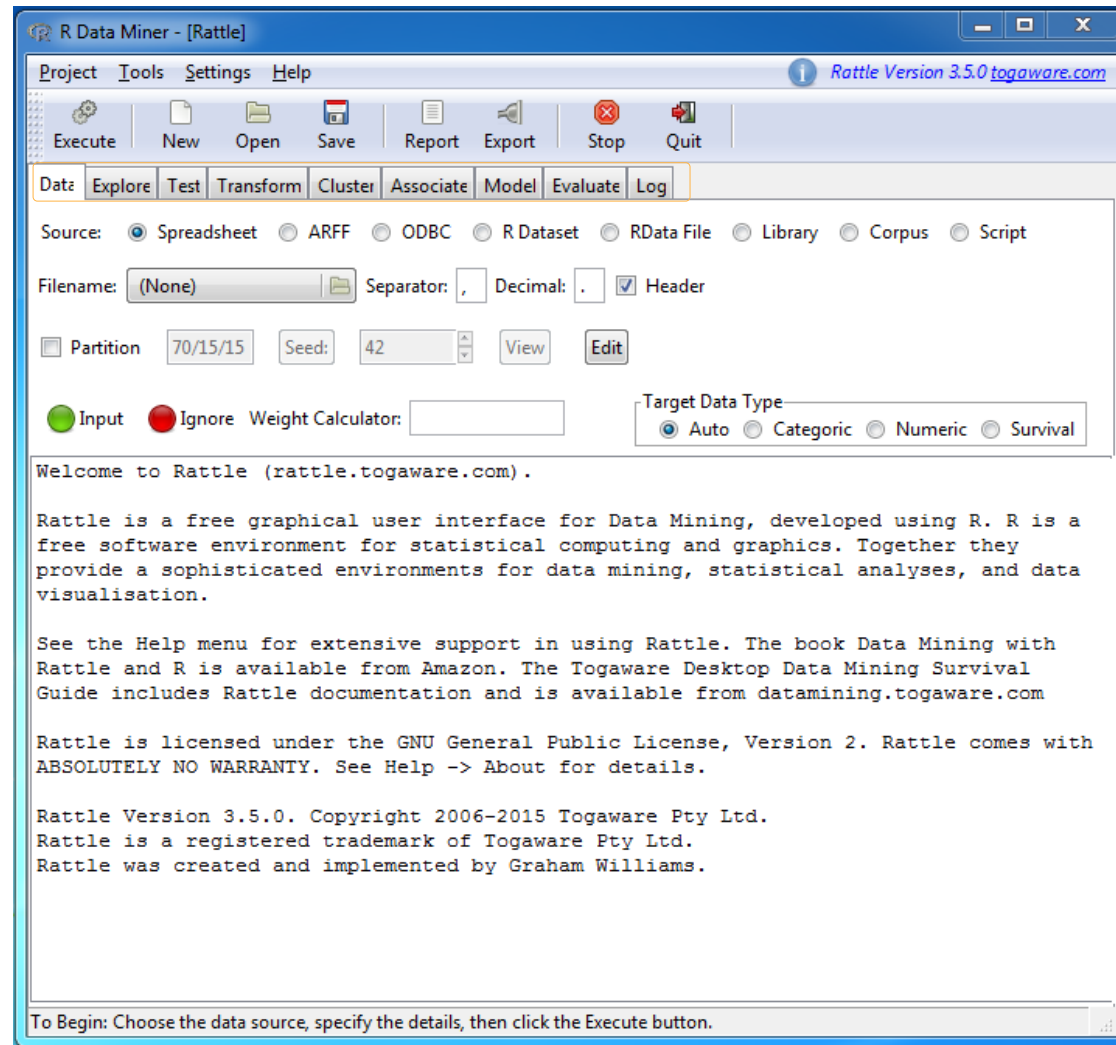 R Data Miner - [Rattle]
Project Tools Settings Help Rattle Version 3.5.0 togaware.com
Execute New Open Save Report Export Stop Quit
Data Explore Test Transform Cluster Associate Model Evaluate Log
Source: Spreadsheet ARFF ODBC R Dataset RData File Library Corpus Script
Filename: (None) Separator: , Decimal: . Header
Partition 70/15/15 Seed: 42 View Edit
Target Data Type
Input Ignore Weight Calculator: Auto Categoric Numeric Survival
Welcome to Rattle (rattle.togaware.com).
Rattle is a free graphical user interface for Data Mining, developed using R. R is a
free software environment for statistical computing and graphics. Together they
provide a sophisticated environments for data mining, statistical analyses, and data
visualisation.
See the Help menu for extensive support in using Rattle. The book Data Mining with
Rattle and R is available from Amazon. The Togaware Desktop Data Mining Survival
Guide includes Rattle documentation and is available from datamining.togaware.com
Rattle is licensed under the GNU General Public License, Version 2. Rattle comes with
ABSOLUTELY NO WARRANTY. See Help -> About for details.
Rattle Version 3.5.0. Copyright 2006-2015 Togaware Pty Ltd.
Rattle is a registered trademark of Togaware Pty Ltd.
Rattle was created and implemented by Graham Williams.
To Begin: Choose the data source, specify the details, then click the Execute button.